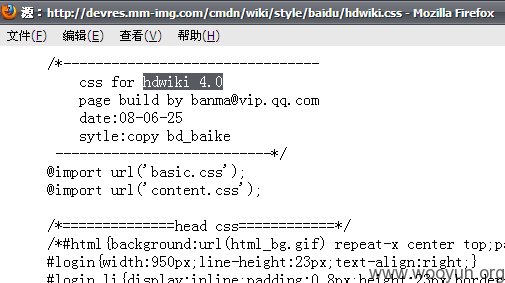 源: http://devres.mm-img.com/cmdn/wiki/style/baidu/hdwiki.css - Mozilla Firefox
文件(F) 编辑(E) 查看(V) 帮助(H)
/*--------------------------------
css for hdwiki 4.0
page build by banma@vip.qq.com
date:08-06-25
sytle:copy bd_baike
---------------------------*/
@import url('basic.css');
@import url('content.css');
/*==============head css============*/
/*#html{background:url(html_bg.gif) repeat-x center top;pa
#login{width:950px;line-height:23px;text-align:right;}
#login li{display:inline;padding:0 8px;height:23px;border
www.wooyun.org